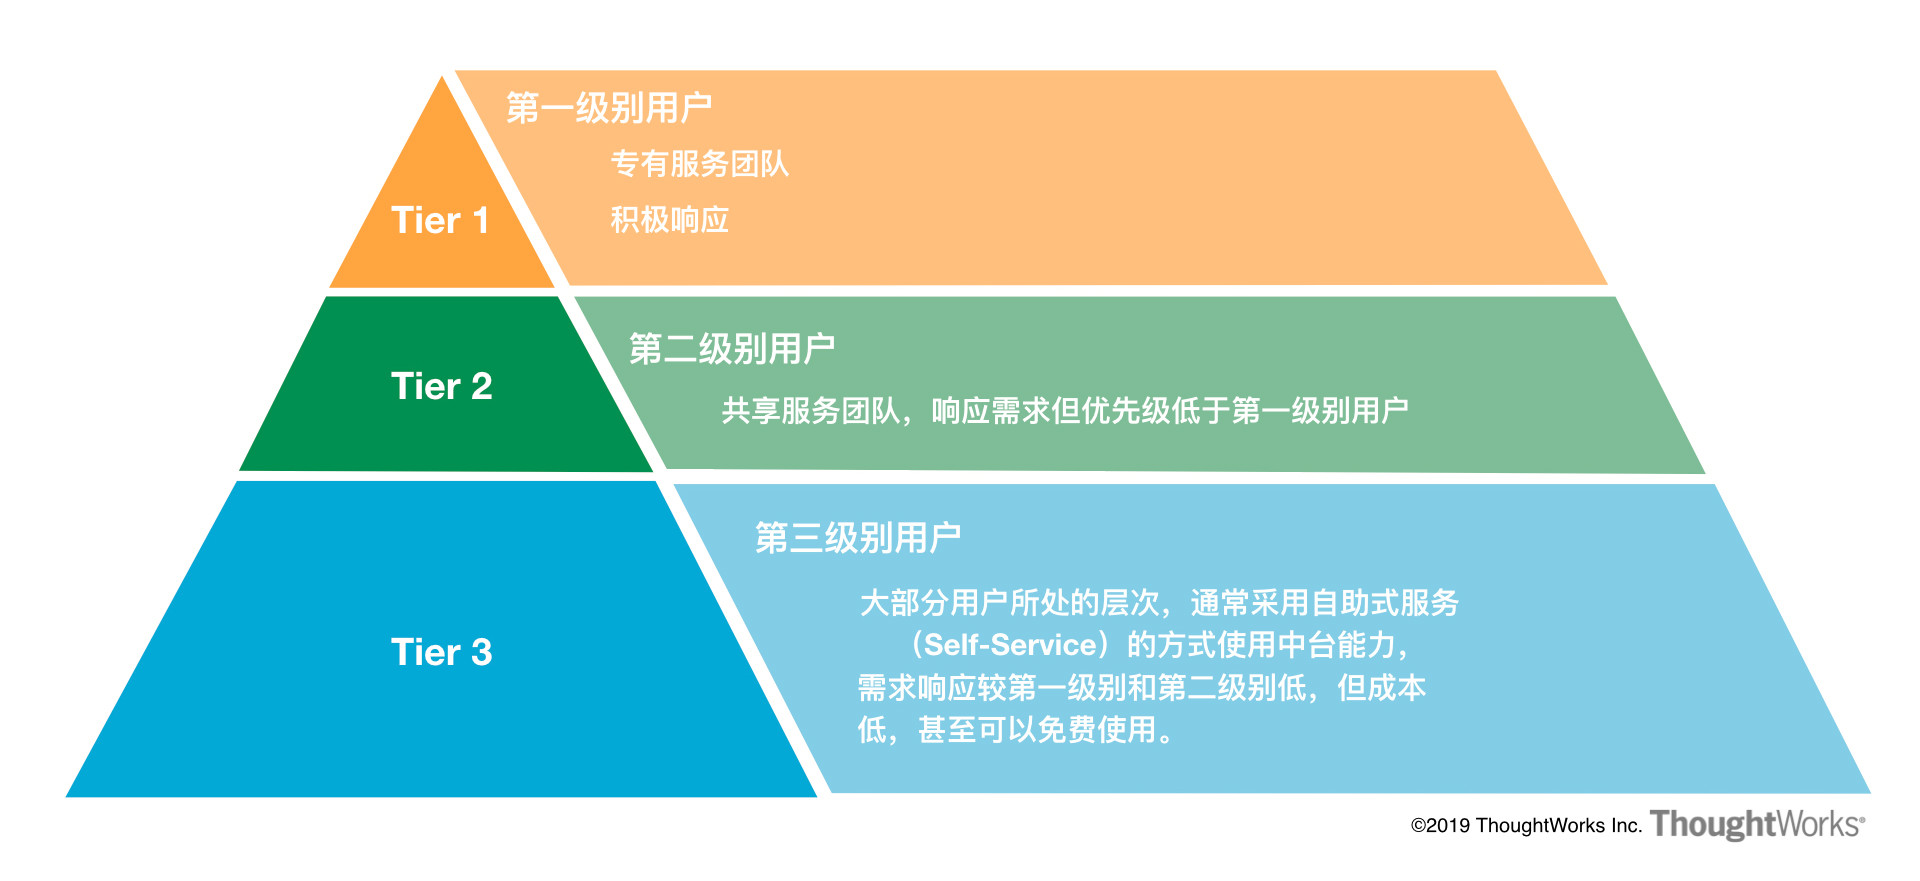 第一级别用户
专有服务团队
积极响应
Tier 1
第二级别用户
共享服务团队，响应需求但优先级低于第一级别用户
Tier 2
第三级别用户
大部分用户所处的层次，通常采用自助式服务
（Self-Service）的方式使用中台能力，
需求响应较第一级别和第二级别低，但成本
低，甚至可以免费使用。
Tier 3
©2019 ThoughtWorks Inc. ThoughtWorks®